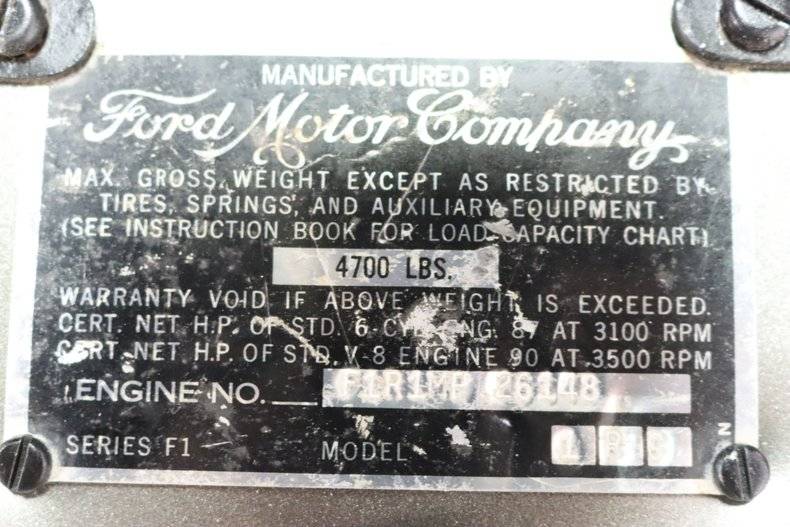 MANUFACTURED BY
Ford Motor Company
MAX. GROSS WEIGHT EXCEPT AS RESTRICTED BY
TIRES, SPRINGS, AND AUXILIARY EQUIPMENT.
(SEE INSTRUCTION BOOK FOR LOAD CAPACITY CHART)
4700 LBS.
WARRANTY VOID IF ABOVE WEIGHT IS EXCEEDED.
CERT. NET H.P. OF STD. 6 CYL ENG 87 AT 3100 RPM
CERT. NET H.P. OF STD. V-8 ENGINE 90 AT 3500 RPM
ENGINE NO. F1R1MP 26148
SERIES F1 MODEL
N